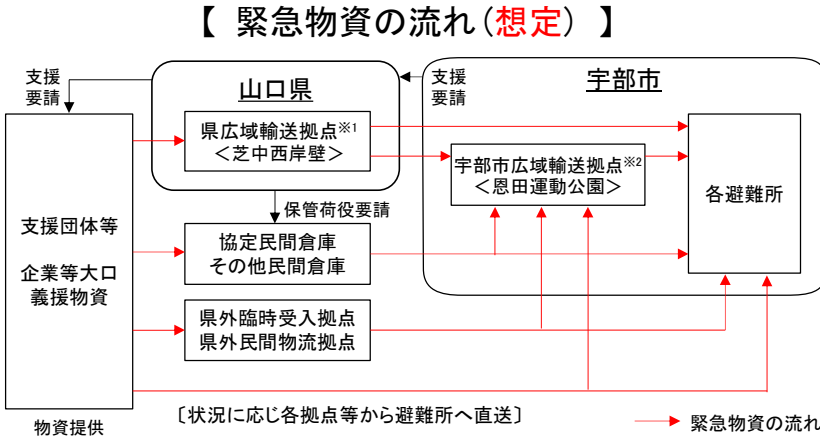 【 緊急物資の流れ（想定） 】
支援
要請
山口県
支援
要請
宇部市
県広域輸送拠点※1
＜芝中西岸壁＞
宇部市広域輸送拠点※2
＜恩田運動公園＞
各避難所
保管荷役要請
支援団体等
企業等大口
義援物資
協定民間倉庫
その他民間倉庫
県外臨時受入拠点
県外民間物流拠点
〔状況に応じ各拠点等から避難所へ直送〕
物資提供
緊急物資の流れ